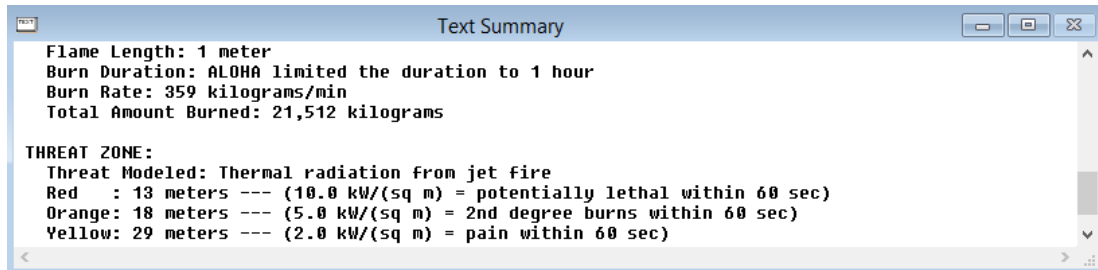 TEXT
Text Summary
Flame Length: 1 meter
Burn Duration: ALOHA limited the duration to 1 hour
Burn Rate: 359 kilograms/min
Total Amount Burned: 21,512 kilograms
THREAT ZONE:
Threat Modeled: Thermal radiation from jet fire
Red   : 13 meters --- (10.0 kW/(sq m) = potentially lethal within 60 sec)
Orange: 18 meters --- (5.0 kW/(sq m) = 2nd degree burns within 60 sec)
Yellow: 29 meters --- (2.0 kW/(sq m) = pain within 60 sec)